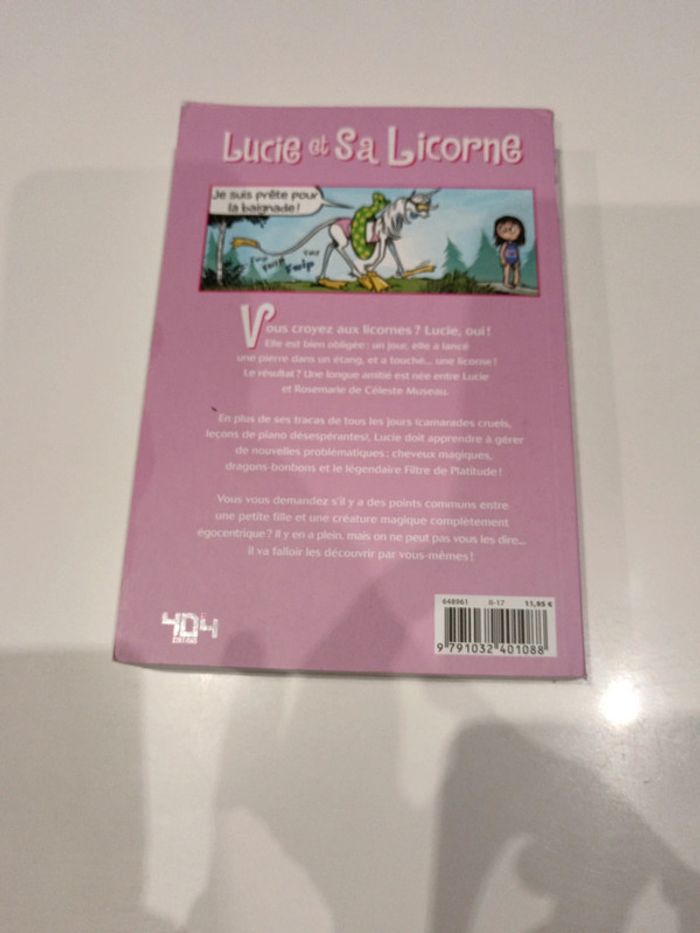 Lucie et Sa Licorne
Je suis prête pour
la baignade !
FWIP
Vous croyez aux licornes ? Lucie, oui !
Elle est bien obligée : un jour, elle a lancé
une pierre dans un étang, et a touché... une licorne !
Le résultat ? Une longue amitié est née entre Lucie
et Rosemarie de Céleste Museau.
En plus de ses tracas de tous les jours (camarades cruels,
leçons de piano désespérantes), Lucie doit apprendre à gérer
de nouvelles problématiques : cheveux magiques,
dragons-bonbons et le légendaire Filtre de Platitude !
Vous vous demandez s'il y a des points communs entre
une petite fille et une créature magique complètement
égocentrique ? Il y en a plein, mais on ne peut pas vous les dire...
il va falloir les découvrir par vous-mêmes !
404
ÉDITIONS
648961 8-17 11,95 €
9 791032 401088